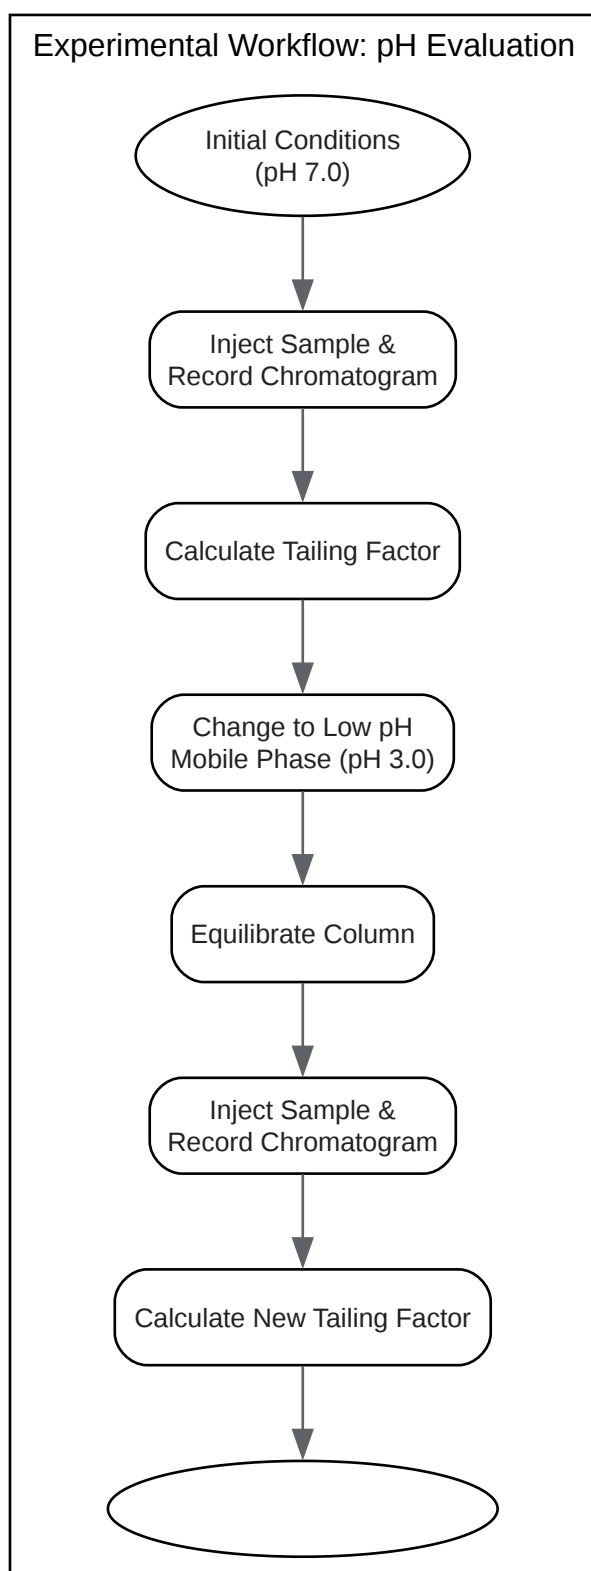 Experimental Workflow: pH Evaluation
Initial Conditions
(pH 7.0)
Inject Sample &
Record Chromatogram
Calculate Tailing Factor
Change to Low pH
Mobile Phase (pH 3.0)
Equilibrate Column
Inject Sample &
Record Chromatogram
Calculate New Tailing Factor